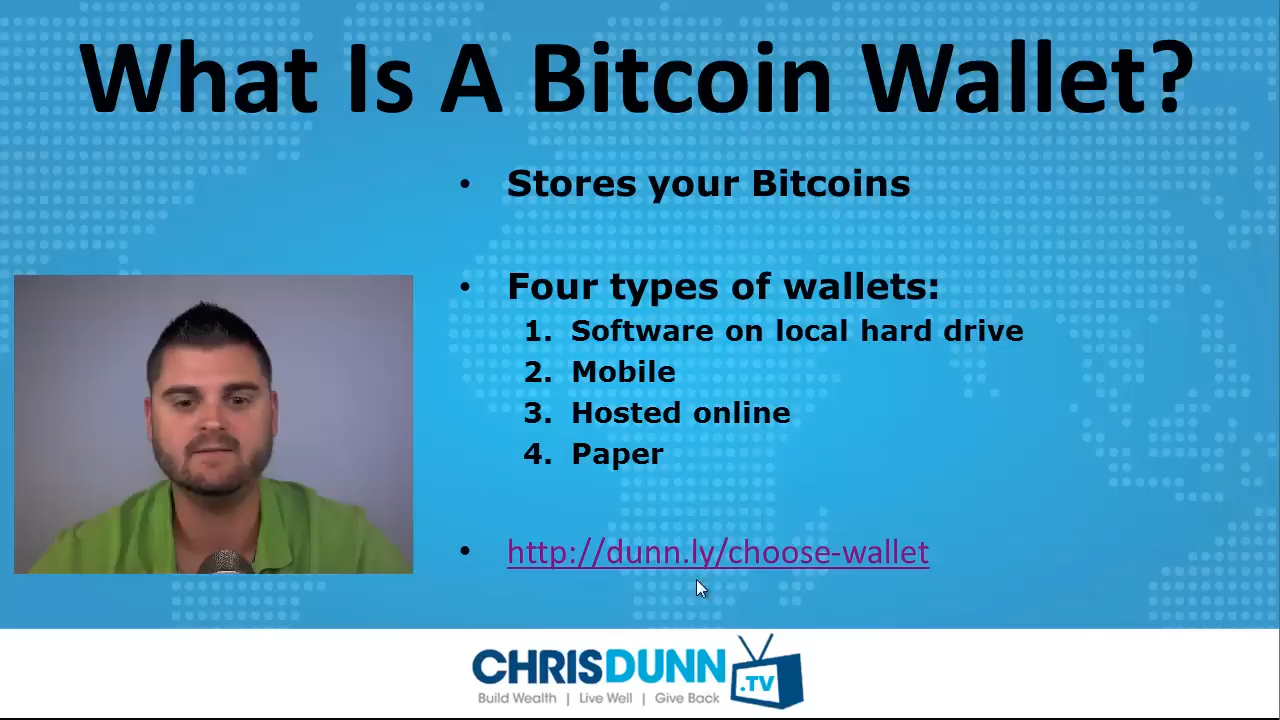 What Is A Bitcoin Wallet?
• Stores your Bitcoins
• Four types of wallets:
1. Software on local hard drive
2. Mobile
3. Hosted online
4. Paper
• http://dunn.ly/choose-wallet
CHRISDUNN .TV
Build Wealth | Live Well | Give Back